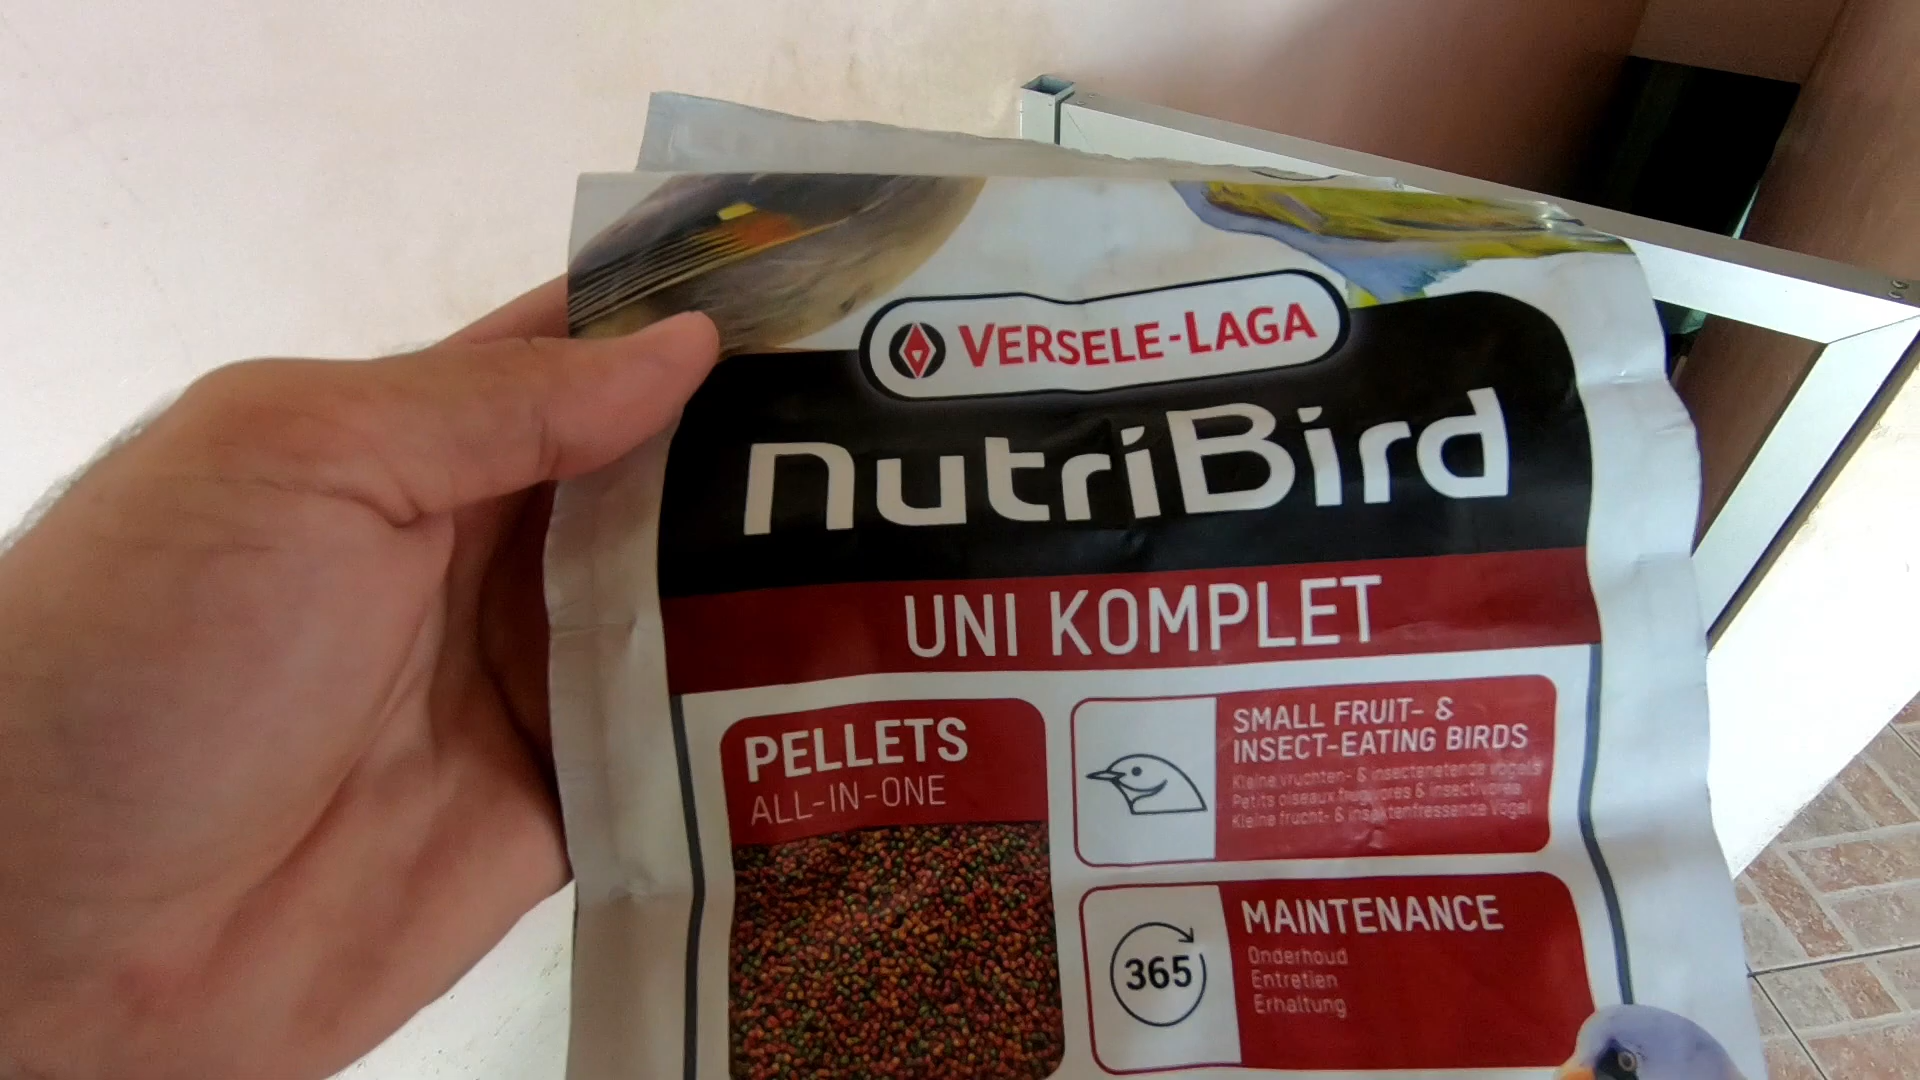 VERSELE-LAGA
nutriBird
UNI KOMPLET
PELLETS
ALL-IN-ONE
SMALL FRUIT- &
INSECT-EATING BIRDS
Kleine vruchten- & insectenetende vogels
Petits oiseaux frugivores & insectivores
Kleine frucht- & insektenfressende Vögel
365
MAINTENANCE
Onderhoud
Entretien
Erhaltung